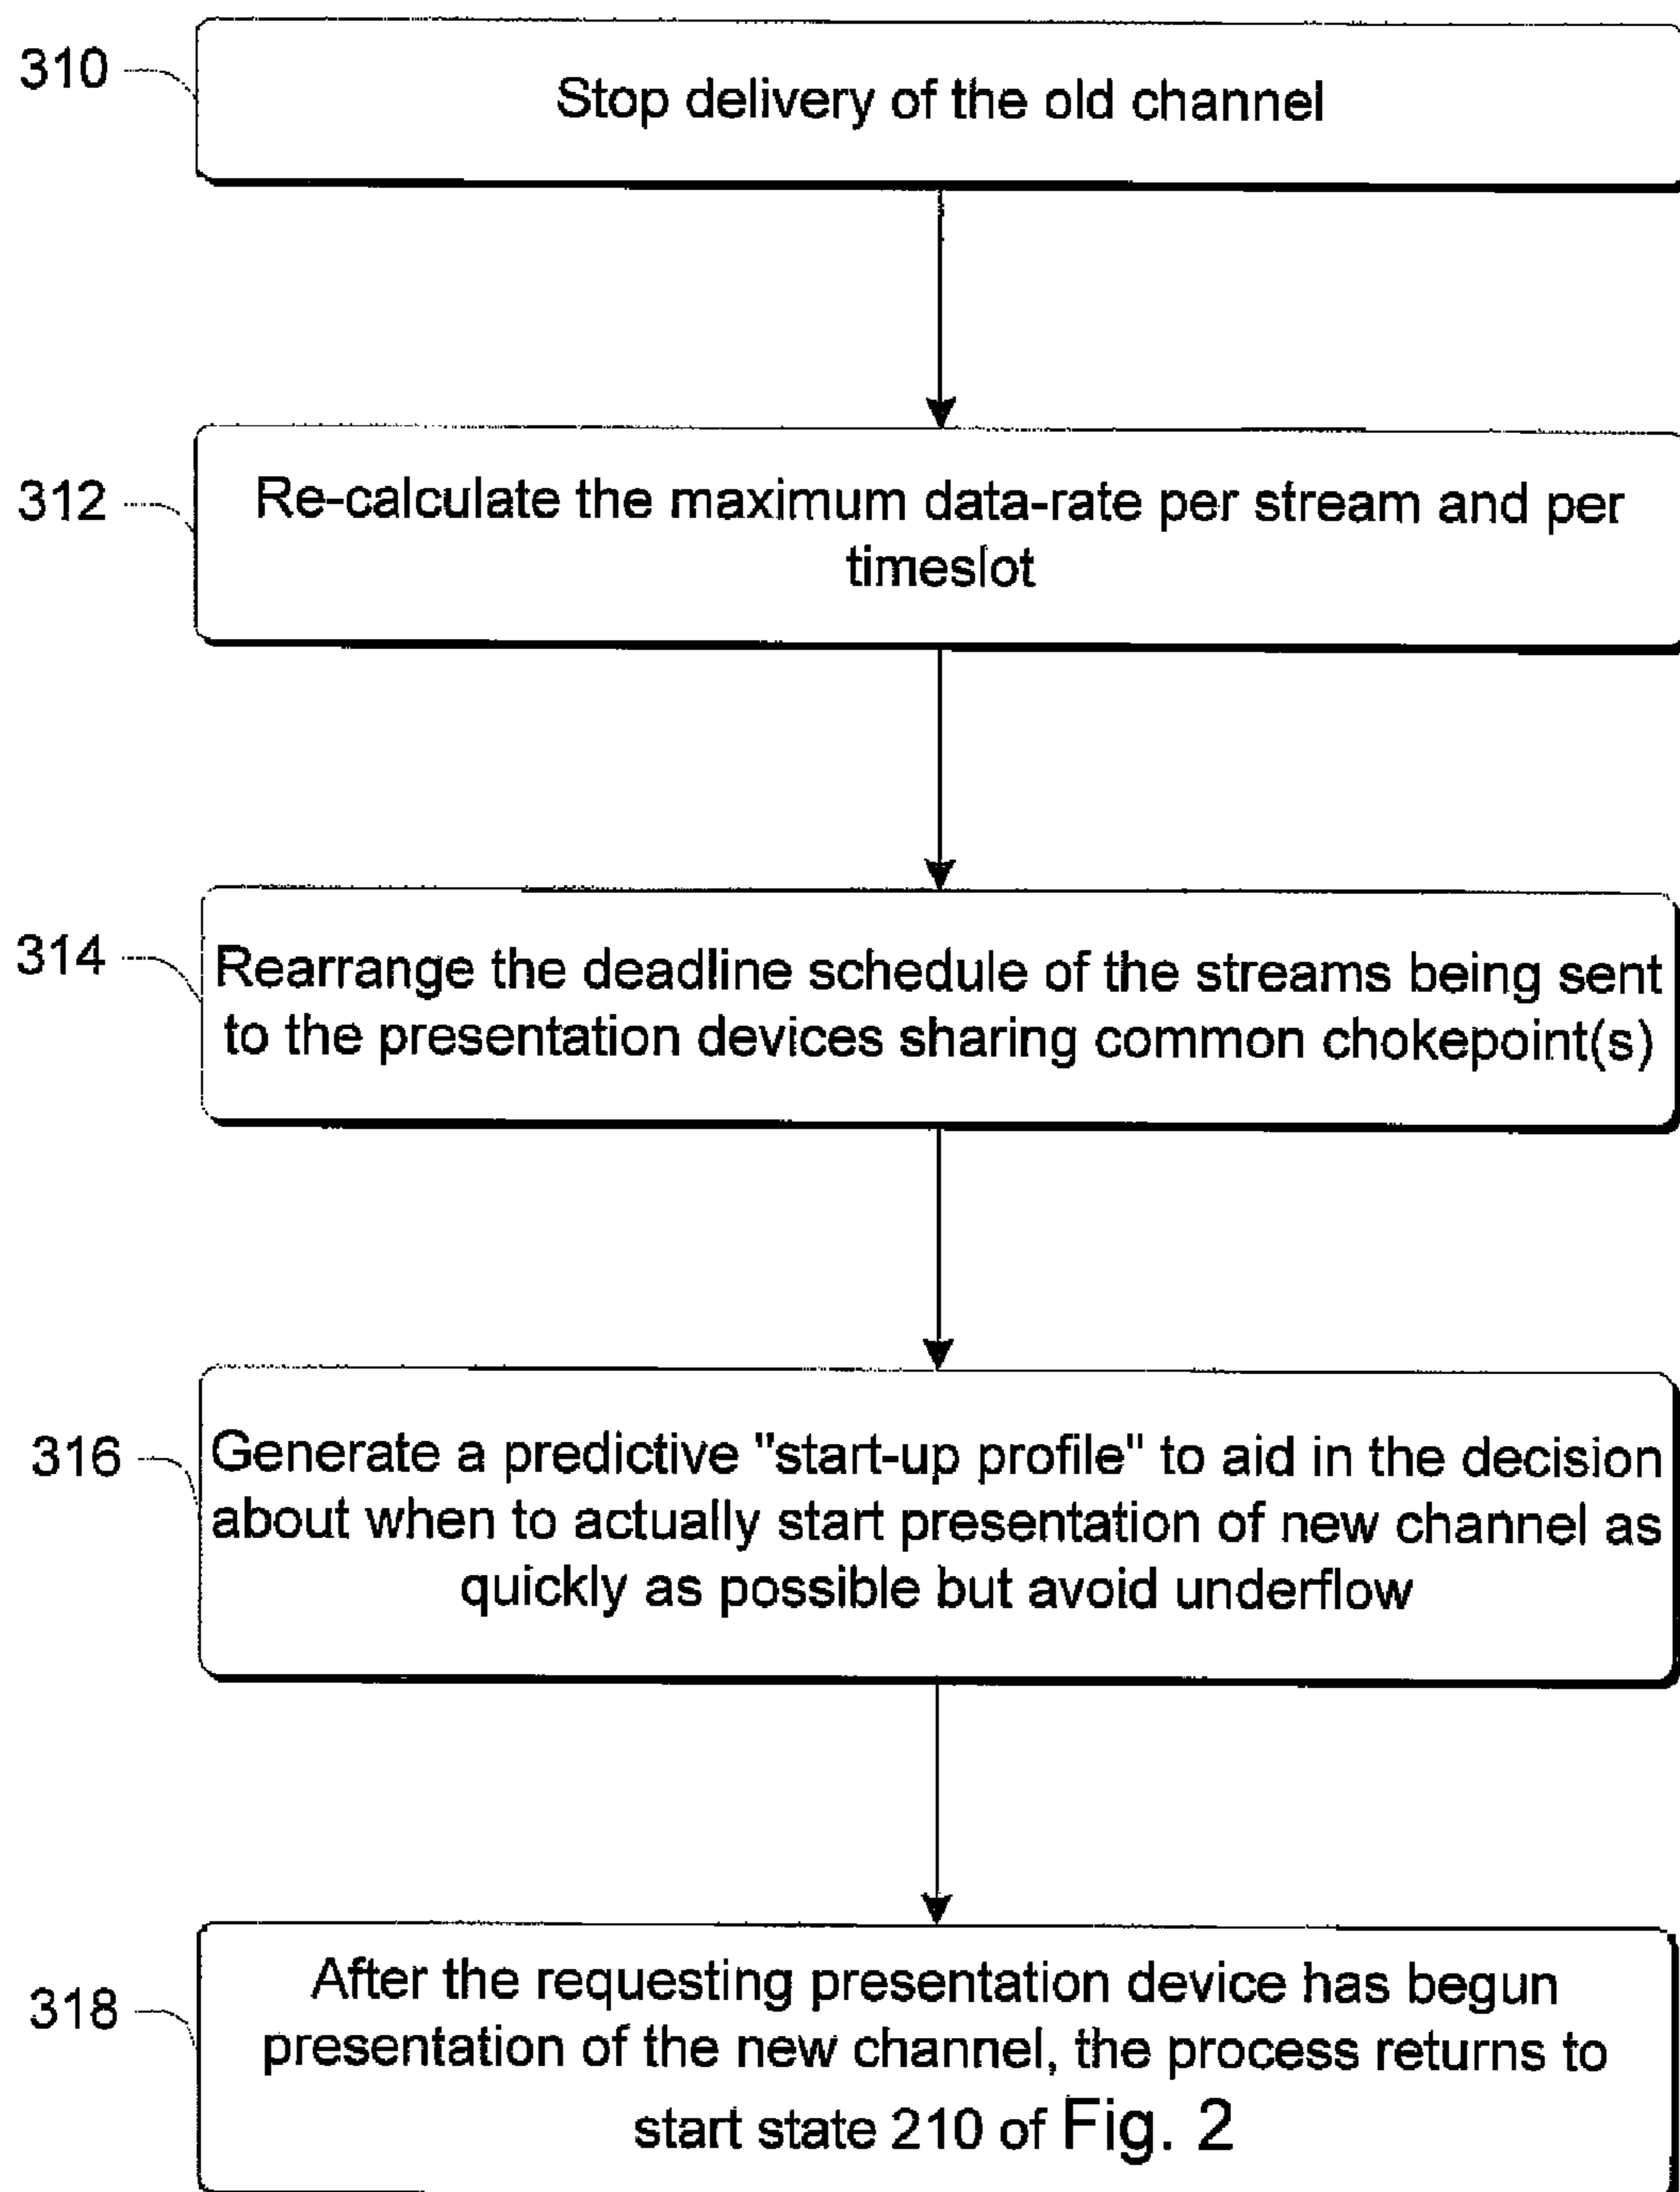 310
Stop delivery of the old channel
312
Re-calculate the maximum data-rate per stream and per
timeslot
314
Rearrange the deadline schedule of the streams being sent
to the presentation devices sharing common chokepoint(s)
316
Generate a predictive "start-up profile" to aid in the decision
about when to actually start presentation of new channel as
quickly as possible but avoid underflow
318
After the requesting presentation device has begun
presentation of the new channel, the process returns to
start state 210 of Fig. 2